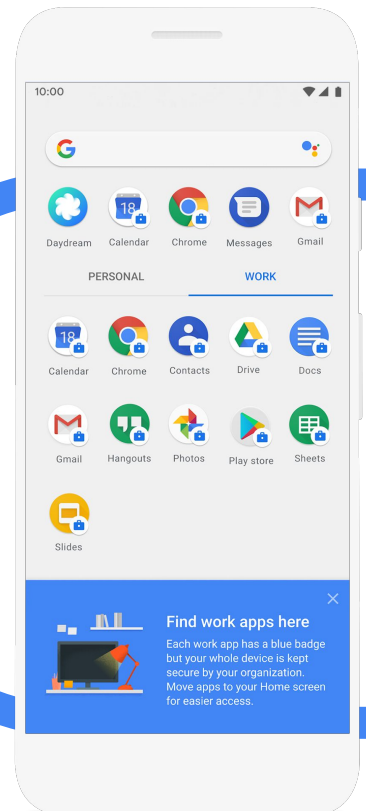 10:00
G
Daydream Calendar Chrome Messages Gmail
PERSONAL WORK
18
Calendar Chrome Contacts Drive Docs
Gmail Hangouts Photos Play store Sheets
Slides
Find work apps here
Each work app has a blue badge
but your whole device is kept
secure by your organization.
Move apps to your Home screen
for easier access.